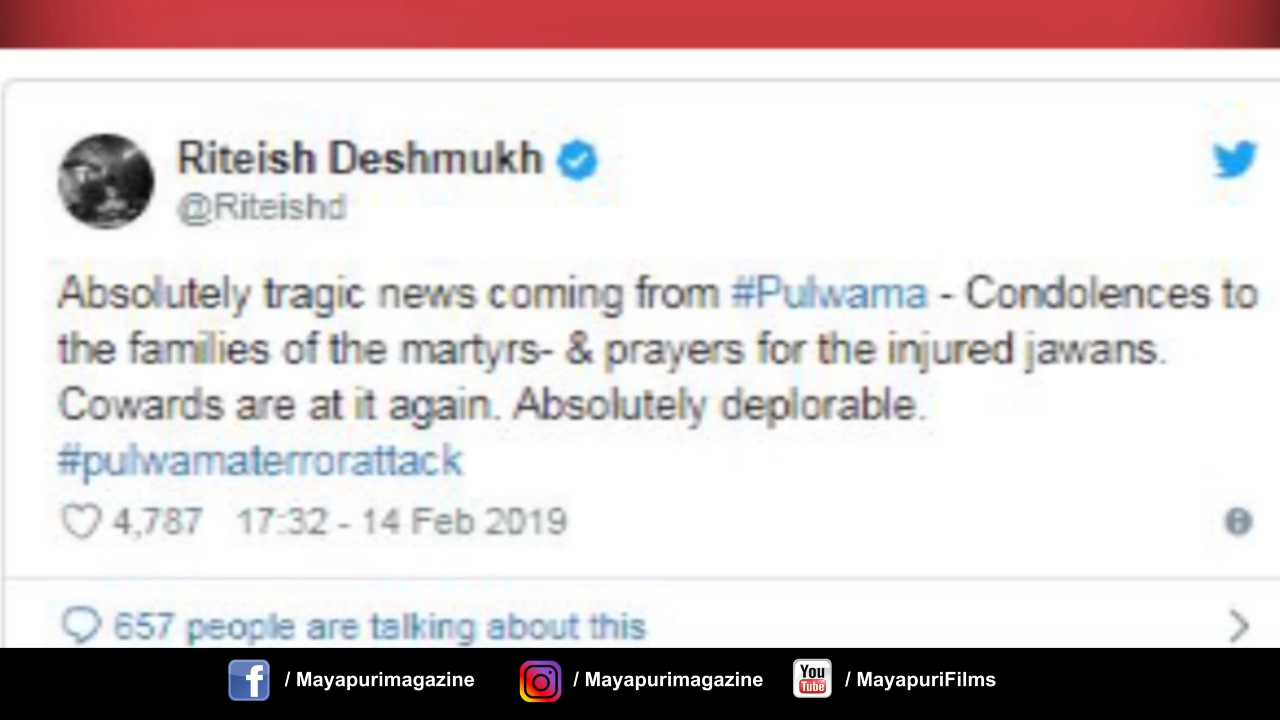 Riteish Deshmukh
@Riteishd
Absolutely tragic news coming from #Pulwama - Condolences to
the families of the martyrs- & prayers for the injured jawans.
Cowards are at it again. Absolutely deplorable.
#pulwamaterrorattack
4,787 17:32 - 14 Feb 2019
657 people are talking about this
/ Mayapurimagazine / Mayapurimagazine You Tube / MayapuriFilms